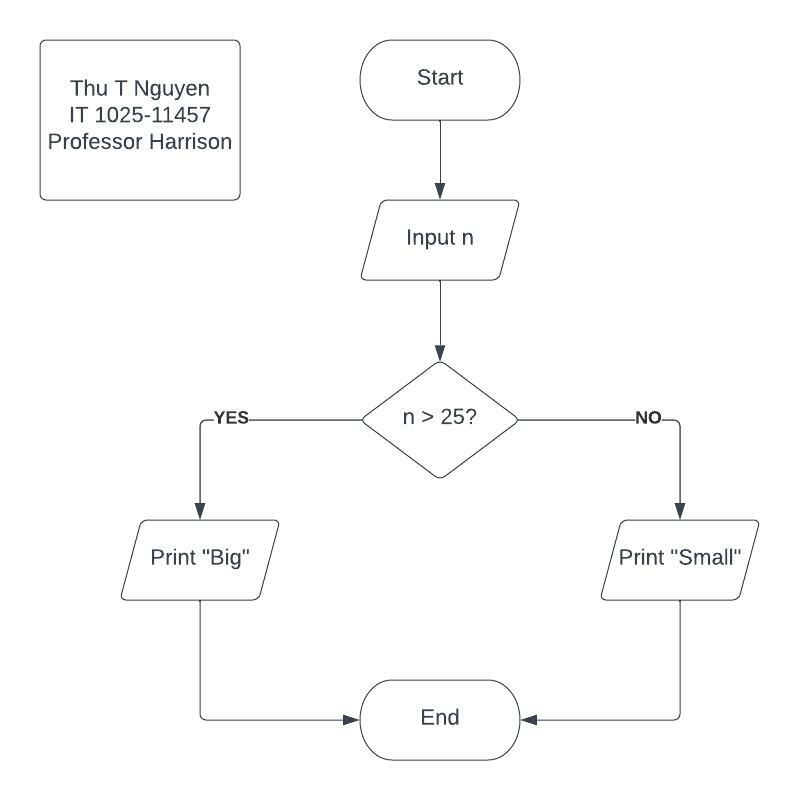 Thu T Nguyen
IT 1025-11457
Professor Harrison
Start
Input n
n > 25?
YES
NO
Print "Big"
Print "Small"
End